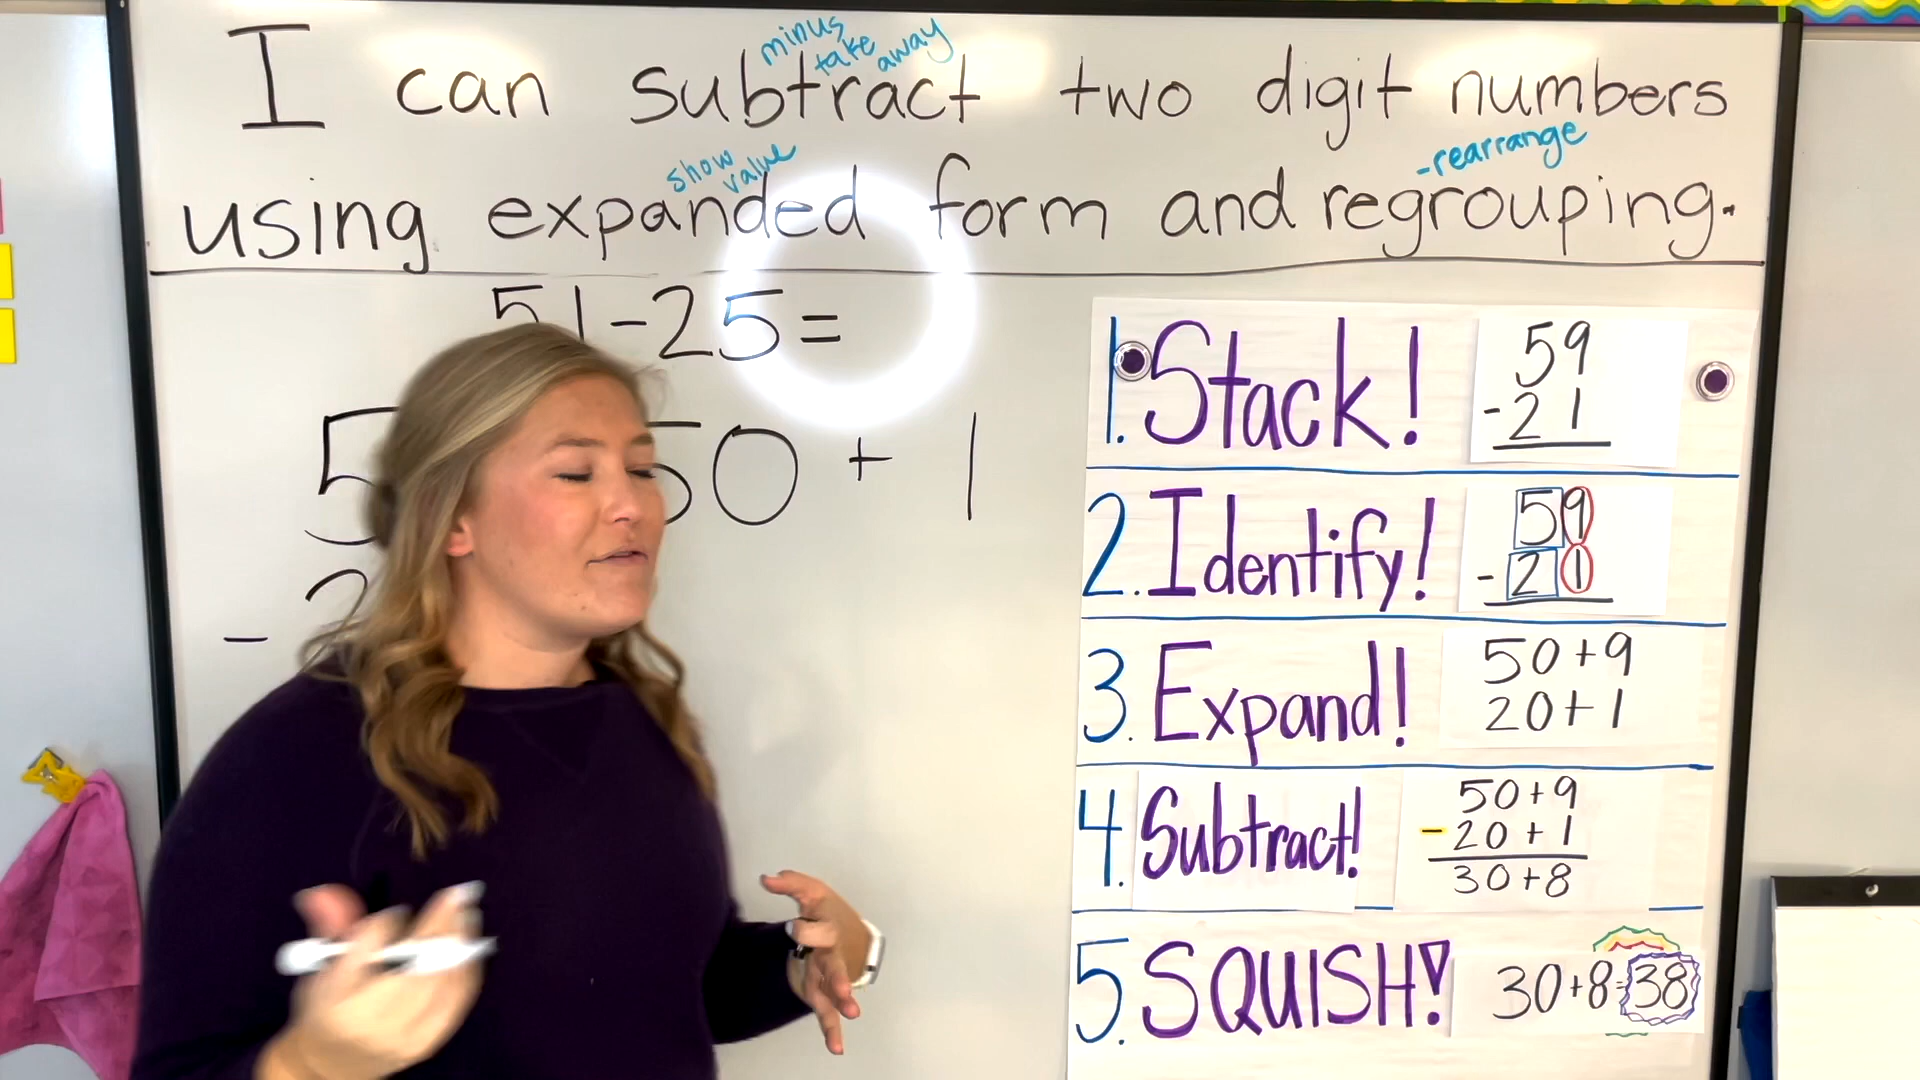 minus
take away
I can subtract two digit numbers
show value
-rearrange
using expanded form and regrouping.
51-25=
5 50 + 1
- 2
1. Stack!
59
-21
2. Identify!
59
-21
3. Expand!
50+9
20+1
4. Subtract!
50+9
-20+1
30+8
5. SQUISH!
30+8=38